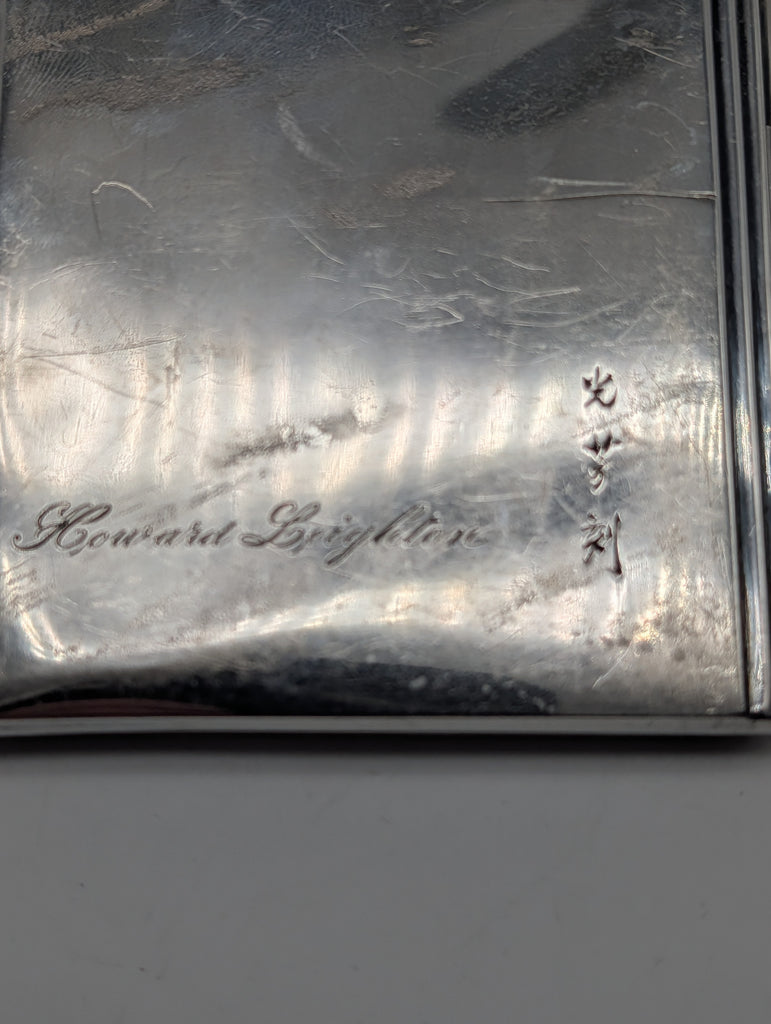 Howard Leighton
光芳刻